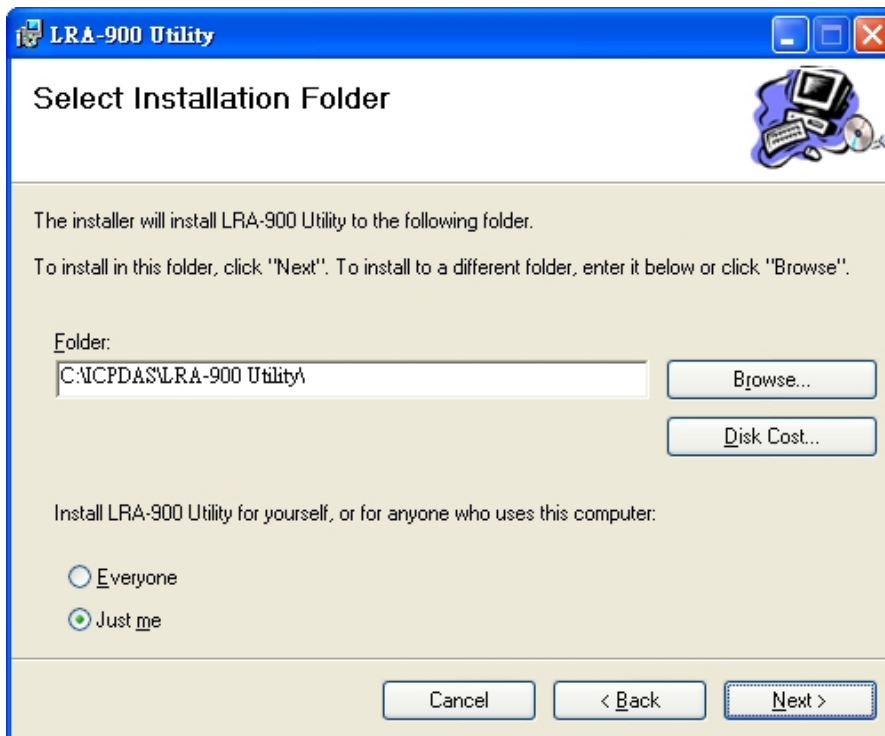 LRA-900 Utility
Select Installation Folder
The installer will install LRA-900 Utility to the following folder.
To install in this folder, click "Next". To install to a different folder, enter it below or click "Browse".
Folder:
C:\ICPDAS\LRA-900 Utility\
Browse...
Disk Cost...
Install LRA-900 Utility for yourself, or for anyone who uses this computer:
Everyone
Just me
Cancel
< Back
Next >